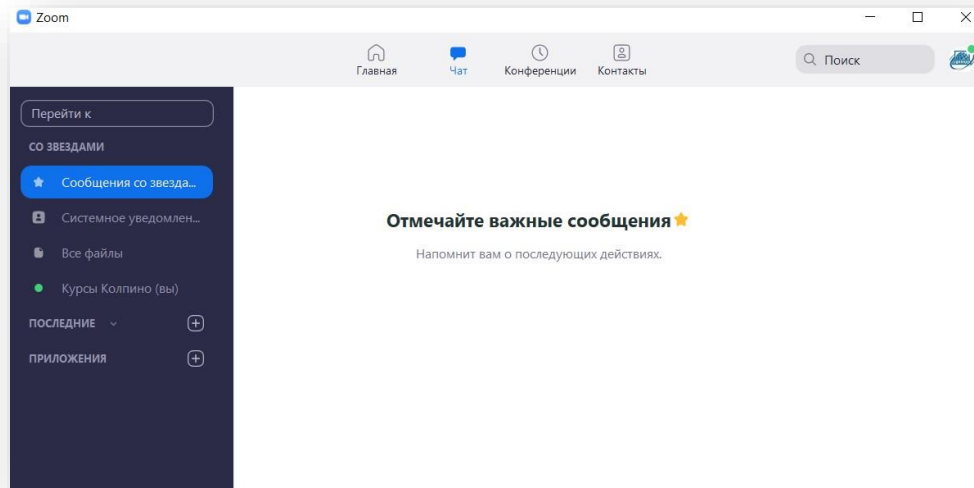 Zoom
Главная
Чат
Конференции
Контакты
Поиск
Перейти к
СО ЗВЕЗДАМИ
Сообщения со звезда...
Системное уведомлен...
Все файлы
Курсы Колпино (вы)
ПОСЛЕДНИЕ
ПРИЛОЖЕНИЯ
Отмечайте важные сообщения
Напомнит вам о последующих действиях.